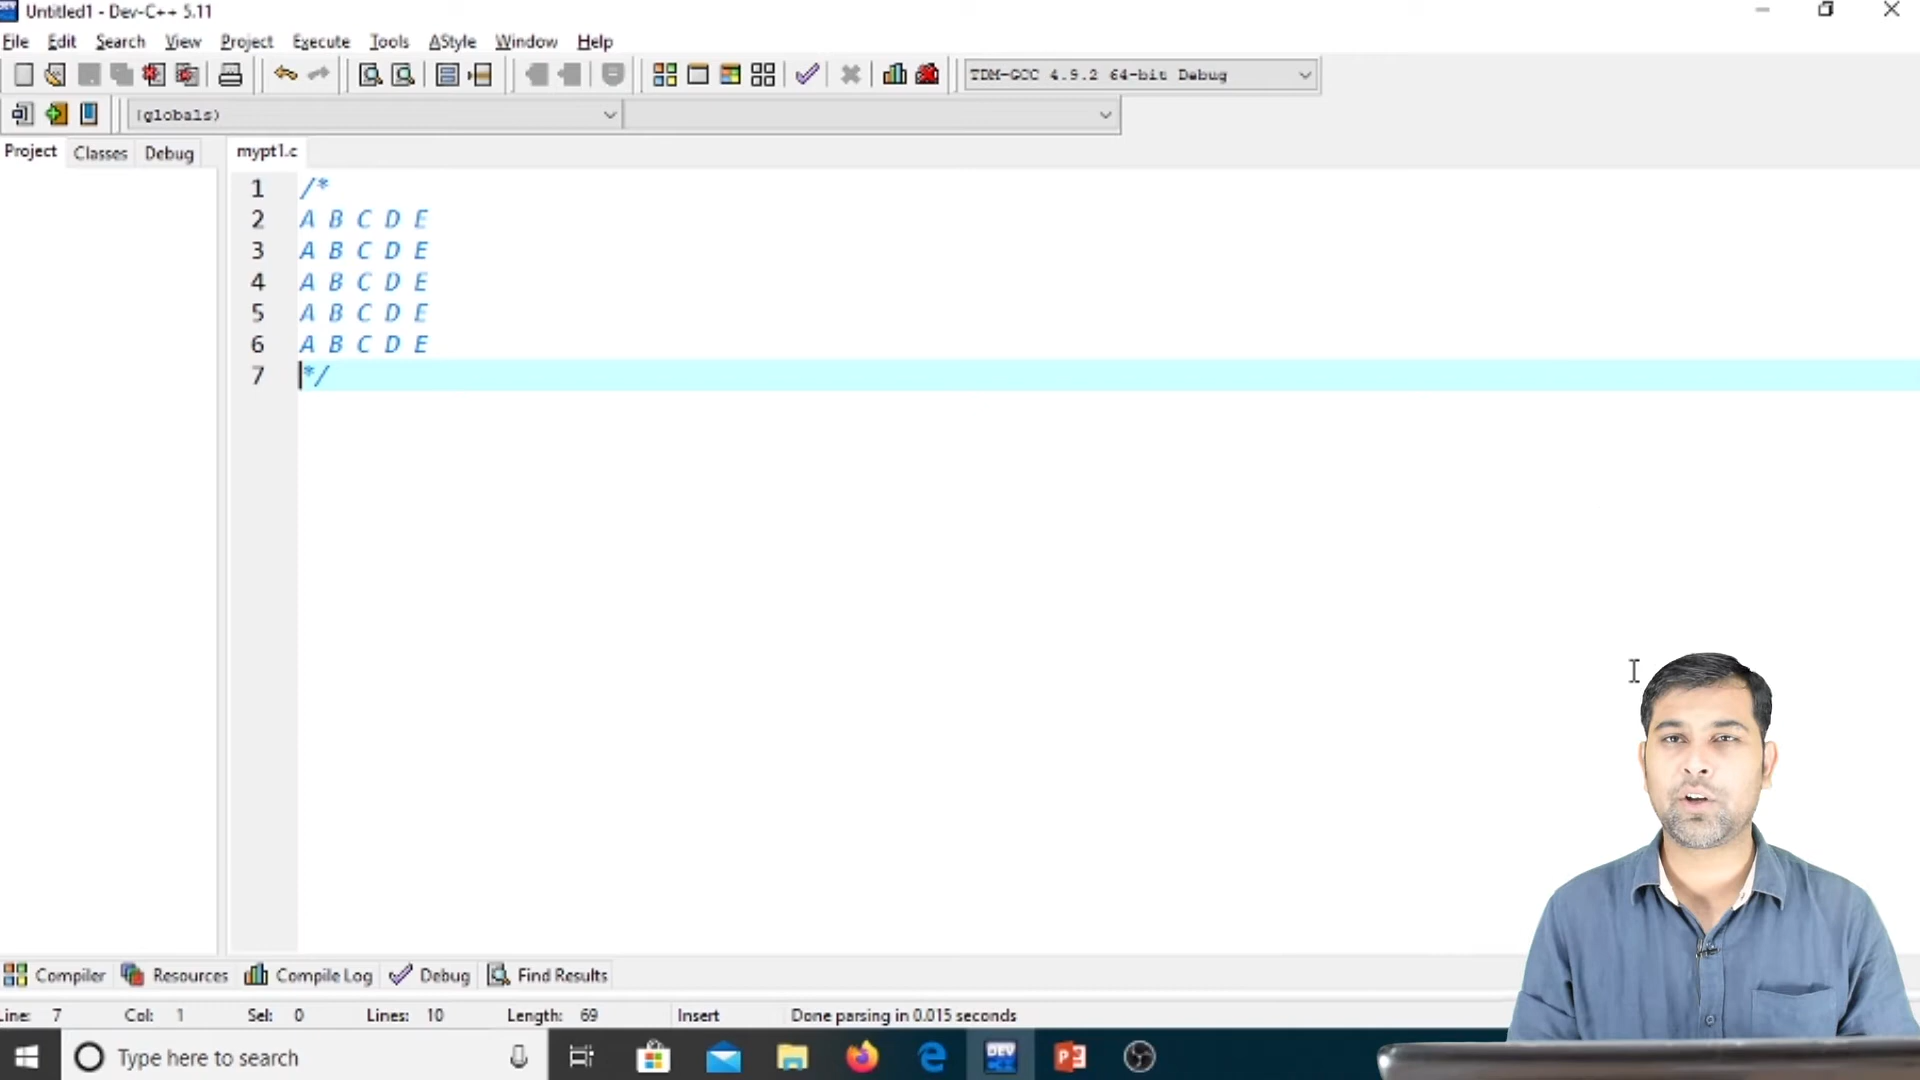 Untitled1 - Dev-C++ 5.11
File Edit Search View Project Execute Tools AStyle Window Help
TDM-GCC 4.9.2 64-bit Debug
(globals)
Project Classes Debug mypt1.c
1 /*
2 A B C D E
3 A B C D E
4 A B C D E
5 A B C D E
6 A B C D E
7 */
Compiler Resources Compile Log Debug Find Results
Line: 7 Col: 1 Sel: 0 Lines: 10 Length: 69 Insert Done parsing in 0.015 seconds
Type here to search DEV P